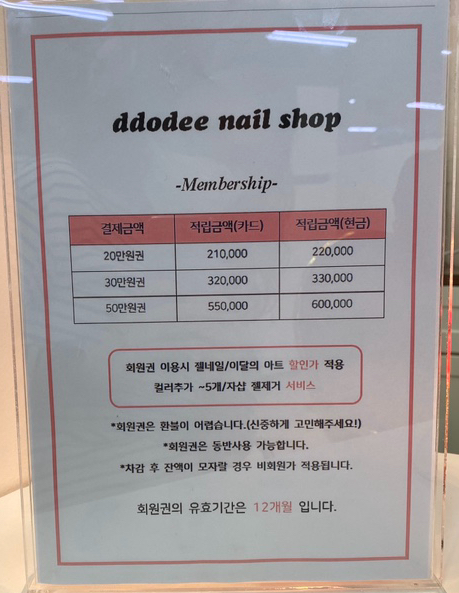 ddodee nail shop
-Membership-
결제금액 적립금액(카드) 적립금액(현금)
20만원권 210,000 220,000
30만원권 320,000 330,000
50만원권 550,000 600,000
회원권 이용시 젤네일/이달의 아트 할인가 적용
컬러추가 ~5개/자샵 젤제거 서비스
*회원권은 환불이 어렵습니다.(신중하게 고민해주세요!)
*회원권은 동반사용 가능합니다.
*차감 후 잔액이 모자랄 경우 비회원가 적용됩니다.
회원권의 유효기간은 12개월 입니다.